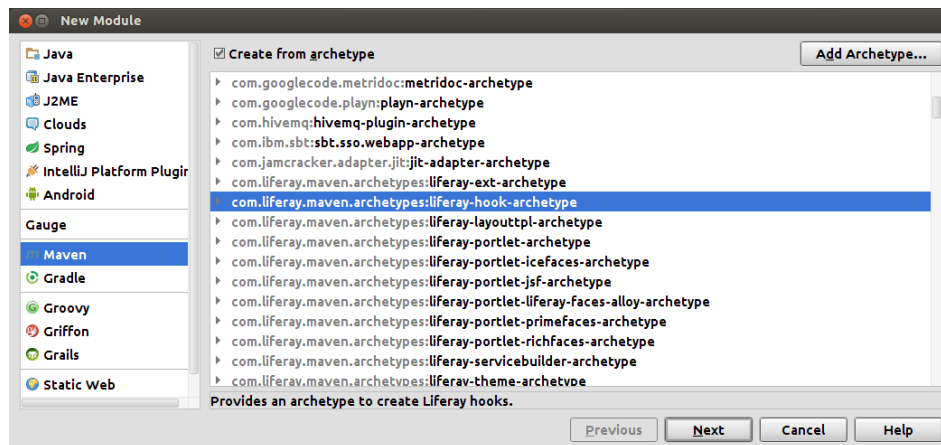 New Module
Java
Java Enterprise
J2ME
Clouds
Spring
IntelliJ Platform Plugin
Android
Gauge
Maven
Gradle
Groovy
Griffon
Grails
Static Web
Create from archetype
Add Archetype...
com.googlecode.metridoc:metridoc-archetype
com.googlecode.playn:playn-archetype
com.hivemq:hivemq-plugin-archetype
com.ibm.sbt:sbt.sso.webapp-archetype
com.jamcracker.adapter.jit:jit-adapter-archetype
com.liferay.maven.archetypes:liferay-ext-archetype
com.liferay.maven.archetypes:liferay-hook-archetype
com.liferay.maven.archetypes:liferay-layouttpl-archetype
com.liferay.maven.archetypes:liferay-portlet-archetype
com.liferay.maven.archetypes:liferay-portlet-icefaces-archetype
com.liferay.maven.archetypes:liferay-portlet-jsf-archetype
com.liferay.maven.archetypes:liferay-portlet-liferay-faces-alloy-archetype
com.liferay.maven.archetypes:liferay-portlet-primefaces-archetype
com.liferay.maven.archetypes:liferay-portlet-richfaces-archetype
com.liferay.maven.archetypes:liferay-servicebuilder-archetype
com.liferay.maven.archetypes:liferay-theme-archetype
Provides an archetype to create Liferay hooks.
Previous
Next
Cancel
Help